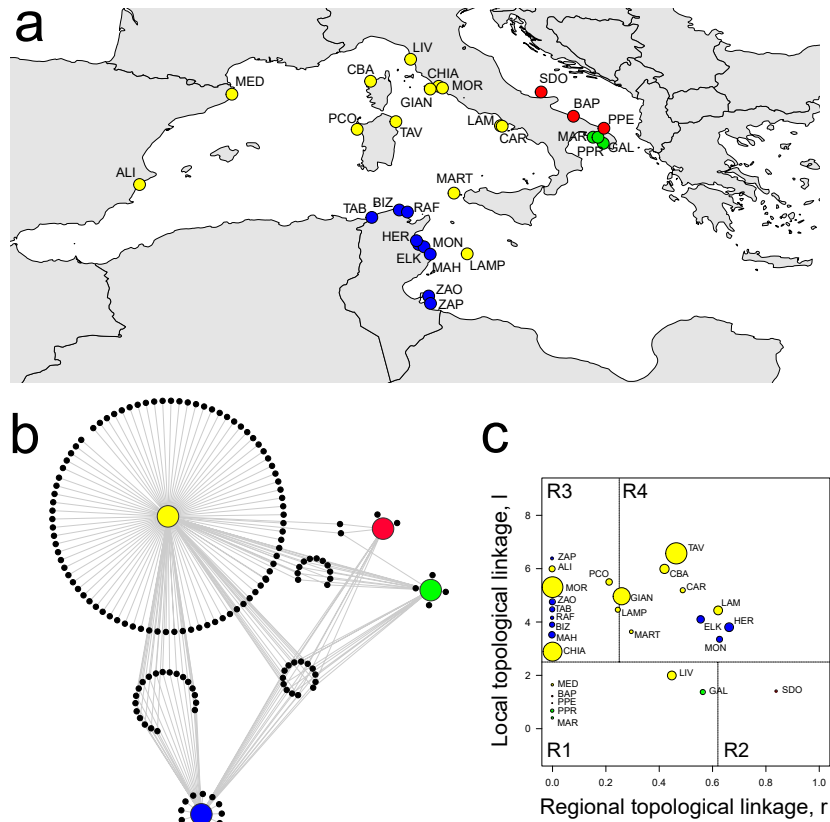 a
LIV
CBA
CHIA
MED
MOR
GIAN
SDO
BAP
PCO
TAV
LAM
CAR
PPE
MAR
PPR
GAL
ALI
MART
TAB
BIZ
RAF
HER
MON
ELK
MAH
LAMP
ZAO
ZAP
b
c
Local topological linkage, l
8
6
4
2
0
R3
R4
ZAP
ALI
MOR
ZAO
TAB
RAF
BIZ
MAH
CHIA
PCO
GIAN
LAMP
MART
TAV
CBA
CAR
LAM
ELK
HER
MON
MED
BAP
PPE
PPR
MAR
LIV
GAL
SDO
R1
R2
0.0 0.2 0.4 0.6 0.8 1.0
Regional topological linkage, r